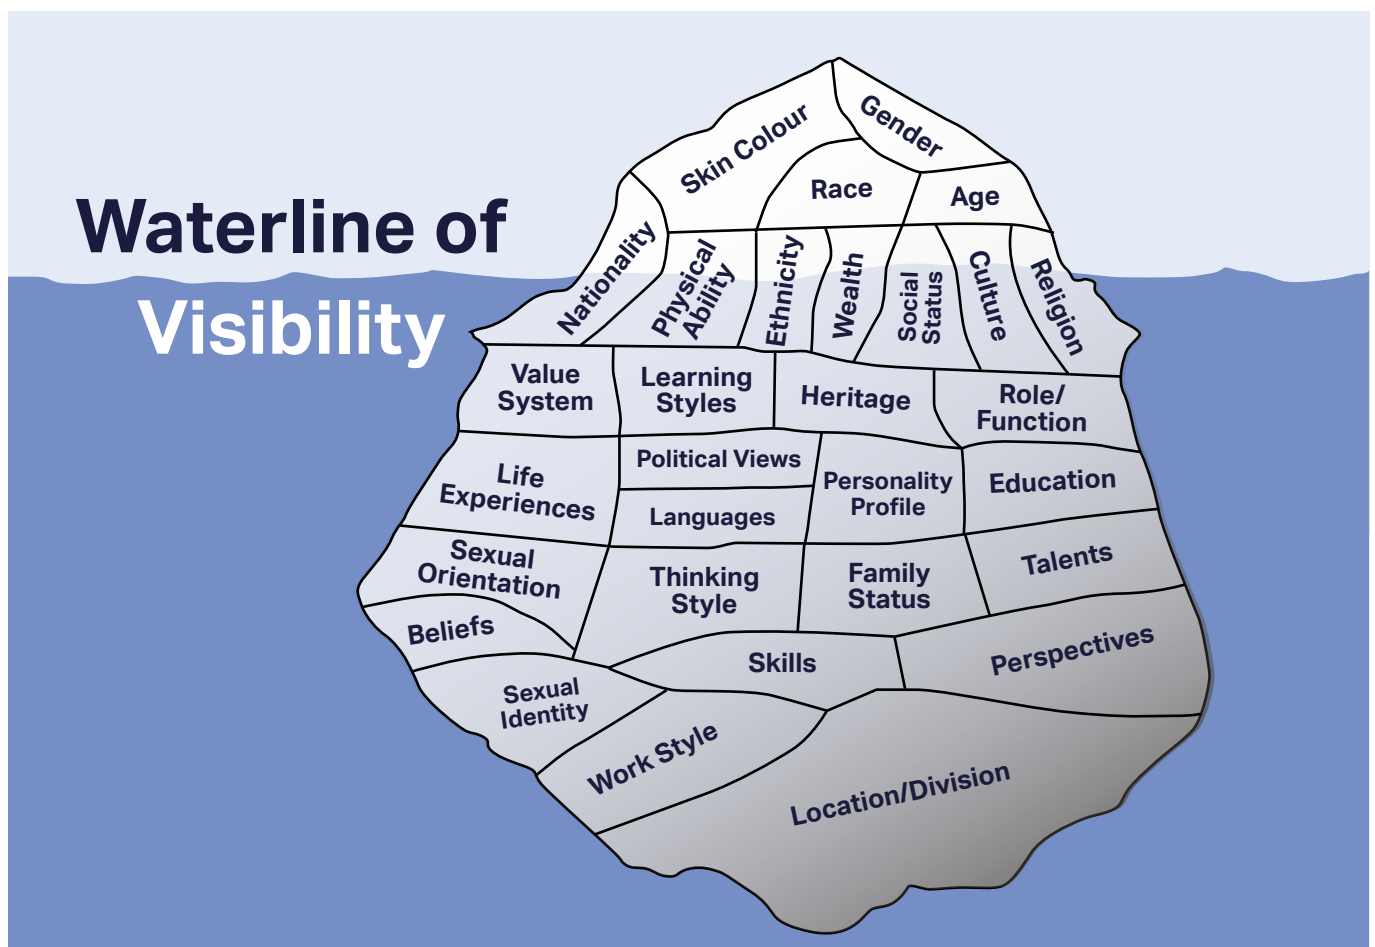 Waterline of
Visibility
Skin Colour
Gender
Race
Age
Nationality
Physical
Ability
Ethnicity
Wealth
Social
Status
Culture
Religion
Value
System
Learning
Styles
Heritage
Role/
Function
Life
Experiences
Political Views
Languages
Personality
Profile
Education
Sexual
Orientation
Thinking
Style
Family
Status
Talents
Beliefs
Skills
Perspectives
Sexual
Identity
Work Style
Location/Division